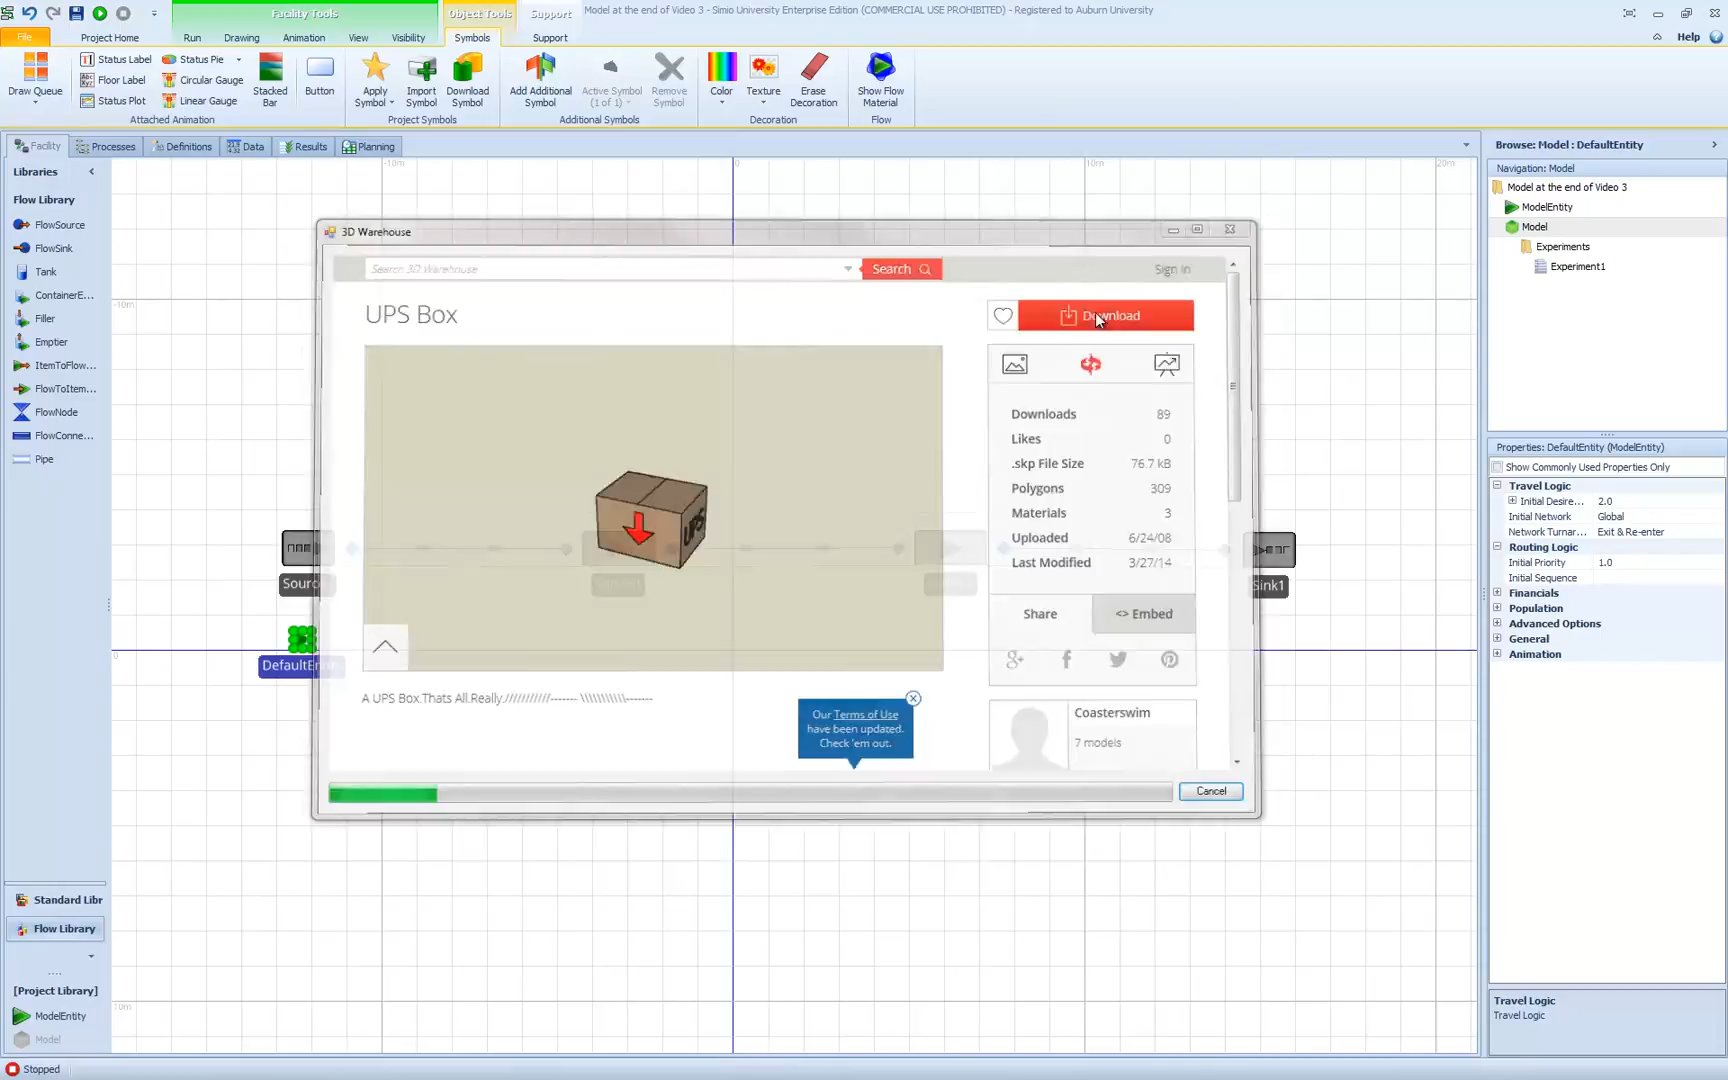 Facility Tools
Object Tools
Support
Model at the end of Video 3 - Simio University Enterprise Edition (COMMERCIAL USE PROHIBITED) - Registered to Auburn University
File
Project Home
Run
Drawing
Animation
View
Visibility
Symbols
Support
Help
Draw Queue
Status Label
Floor Label
Status Plot
Status Pie
Circular Gauge
Linear Gauge
Stacked Bar
Button
Attached Animation
Apply Symbol
Import Symbol
Download Symbol
Project Symbols
Add Additional Symbol
Active Symbol (1 of 1)
Remove Symbol
Additional Symbols
Color
Texture
Erase Decoration
Decoration
Show Flow Material
Flow
Facility
Processes
Definitions
Data
Results
Planning
Libraries
Flow Library
FlowSource
FlowSink
Tank
ContainerE...
Filler
Emptier
ItemToFlow...
FlowToItem...
FlowNode
FlowConne...
Pipe
Standard Libr
Flow Library
[Project Library]
ModelEntity
Model
Stopped
-10m
0
10m
20m
-10m
0
10m
Sourc
DefaultEn
Sink1
3D Warehouse
Search 3D Warehouse
Search
Sign In
UPS Box
Download
UPS
Downloads 89
Likes 0
.skp File Size 76.7 kB
Polygons 309
Materials 3
Uploaded 6/24/08
Last Modified 3/27/14
Share
<> Embed
A UPS Box.Thats All.Really.///////////------- \\\\\\\\\\\-------
Our Terms of Use
have been updated.
Check 'em out.
Coasterswim
7 models
Cancel
Browse: Model : DefaultEntity
Navigation: Model
Model at the end of Video 3
ModelEntity
Model
Experiments
Experiment1
Properties: DefaultEntity (ModelEntity)
Show Commonly Used Properties Only
Travel Logic
Initial Desire... 2.0
Initial Network Global
Network Turnar... Exit & Re-enter
Routing Logic
Initial Priority 1.0
Initial Sequence
Financials
Population
Advanced Options
General
Animation
Travel Logic
Travel Logic